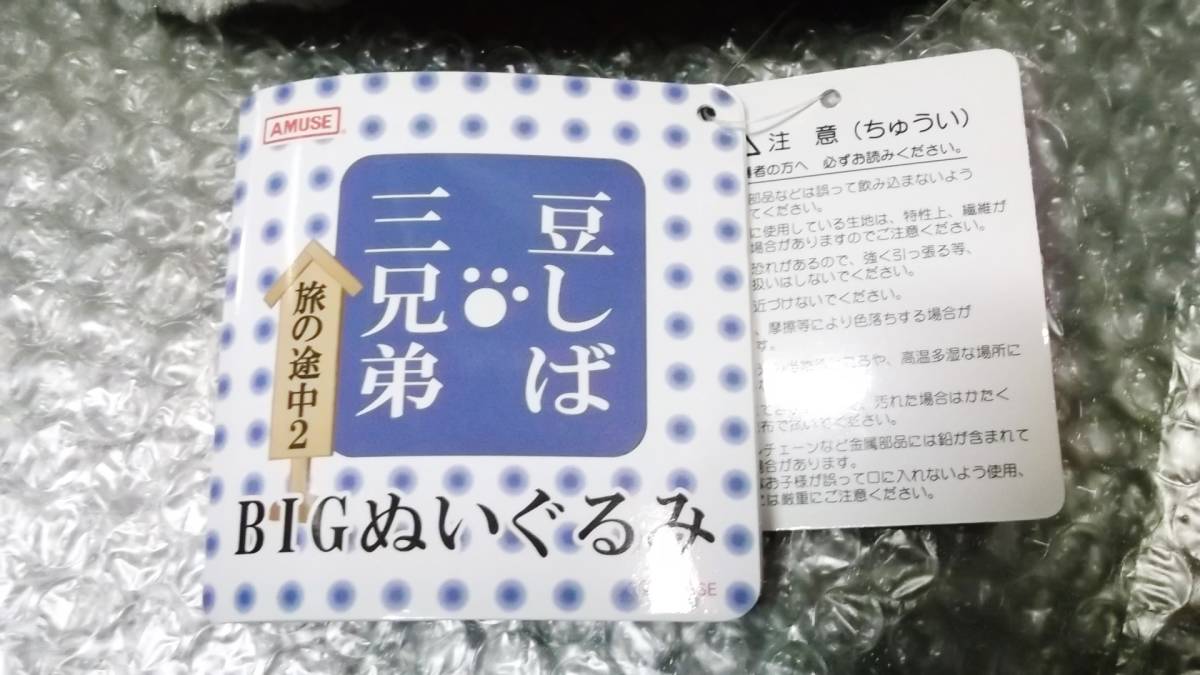 AMUSE
豆しば
三兄弟
旅の途中2
BIGぬいぐるみ
注 意 (ちゅうい)
者の方へ 必ずお読みください。
部品などは誤って飲み込まないよう
てください。
に使用している生地は、特性上、繊維が
場合がありますのでご注意ください。
恐れがあるので、強く引っ張る等、
扱いはしないでください。
近づけないでください。
、摩擦等により色落ちする場合が
す。
や、高温多湿な場所に
汚れた場合はかたく
布で拭いてください。
チェーンなど金属部品には鉛が含まれて
場合があります。
お子様が誤って口に入れないよう使用、
には厳重にご注意ください。